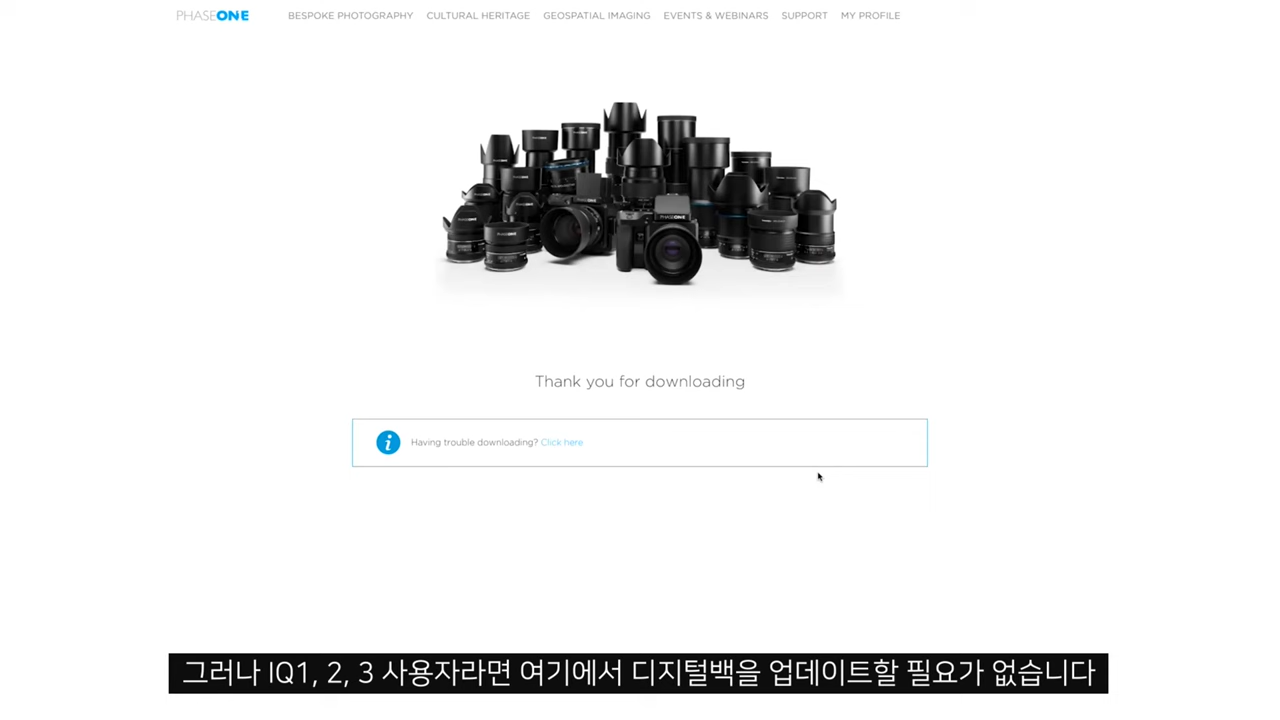 PHASEONE
BESPOKE PHOTOGRAPHY CULTURAL HERITAGE GEOSPATIAL IMAGING EVENTS & WEBINARS SUPPORT MY PROFILE
PHASEONE
Thank you for downloading
i Having trouble downloading? Click here
그러나 IQ1, 2, 3 사용자라면 여기에서 디지털백을 업데이트할 필요가 없습니다